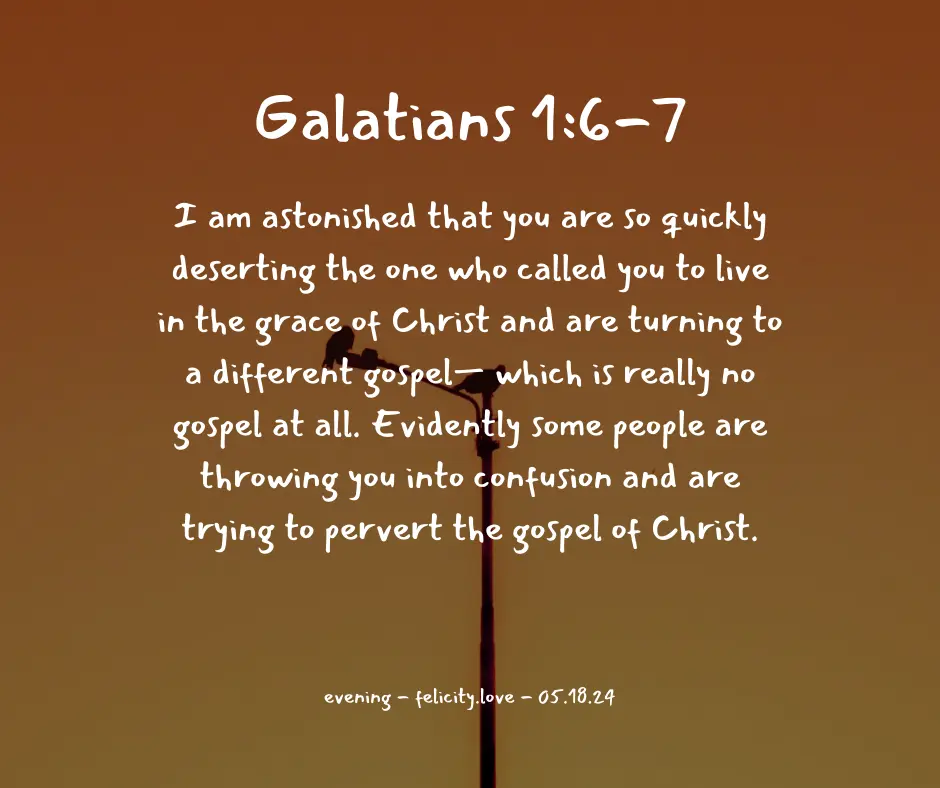 Galatians 1:6-7
I am astonished that you are so quickly
deserting the one who called you to live
in the grace of Christ and are turning to
a different gospel— which is really no
gospel at all. Evidently some people are
throwing you into confusion and are
trying to pervert the gospel of Christ.
evening - felicity.love - 05.18.24